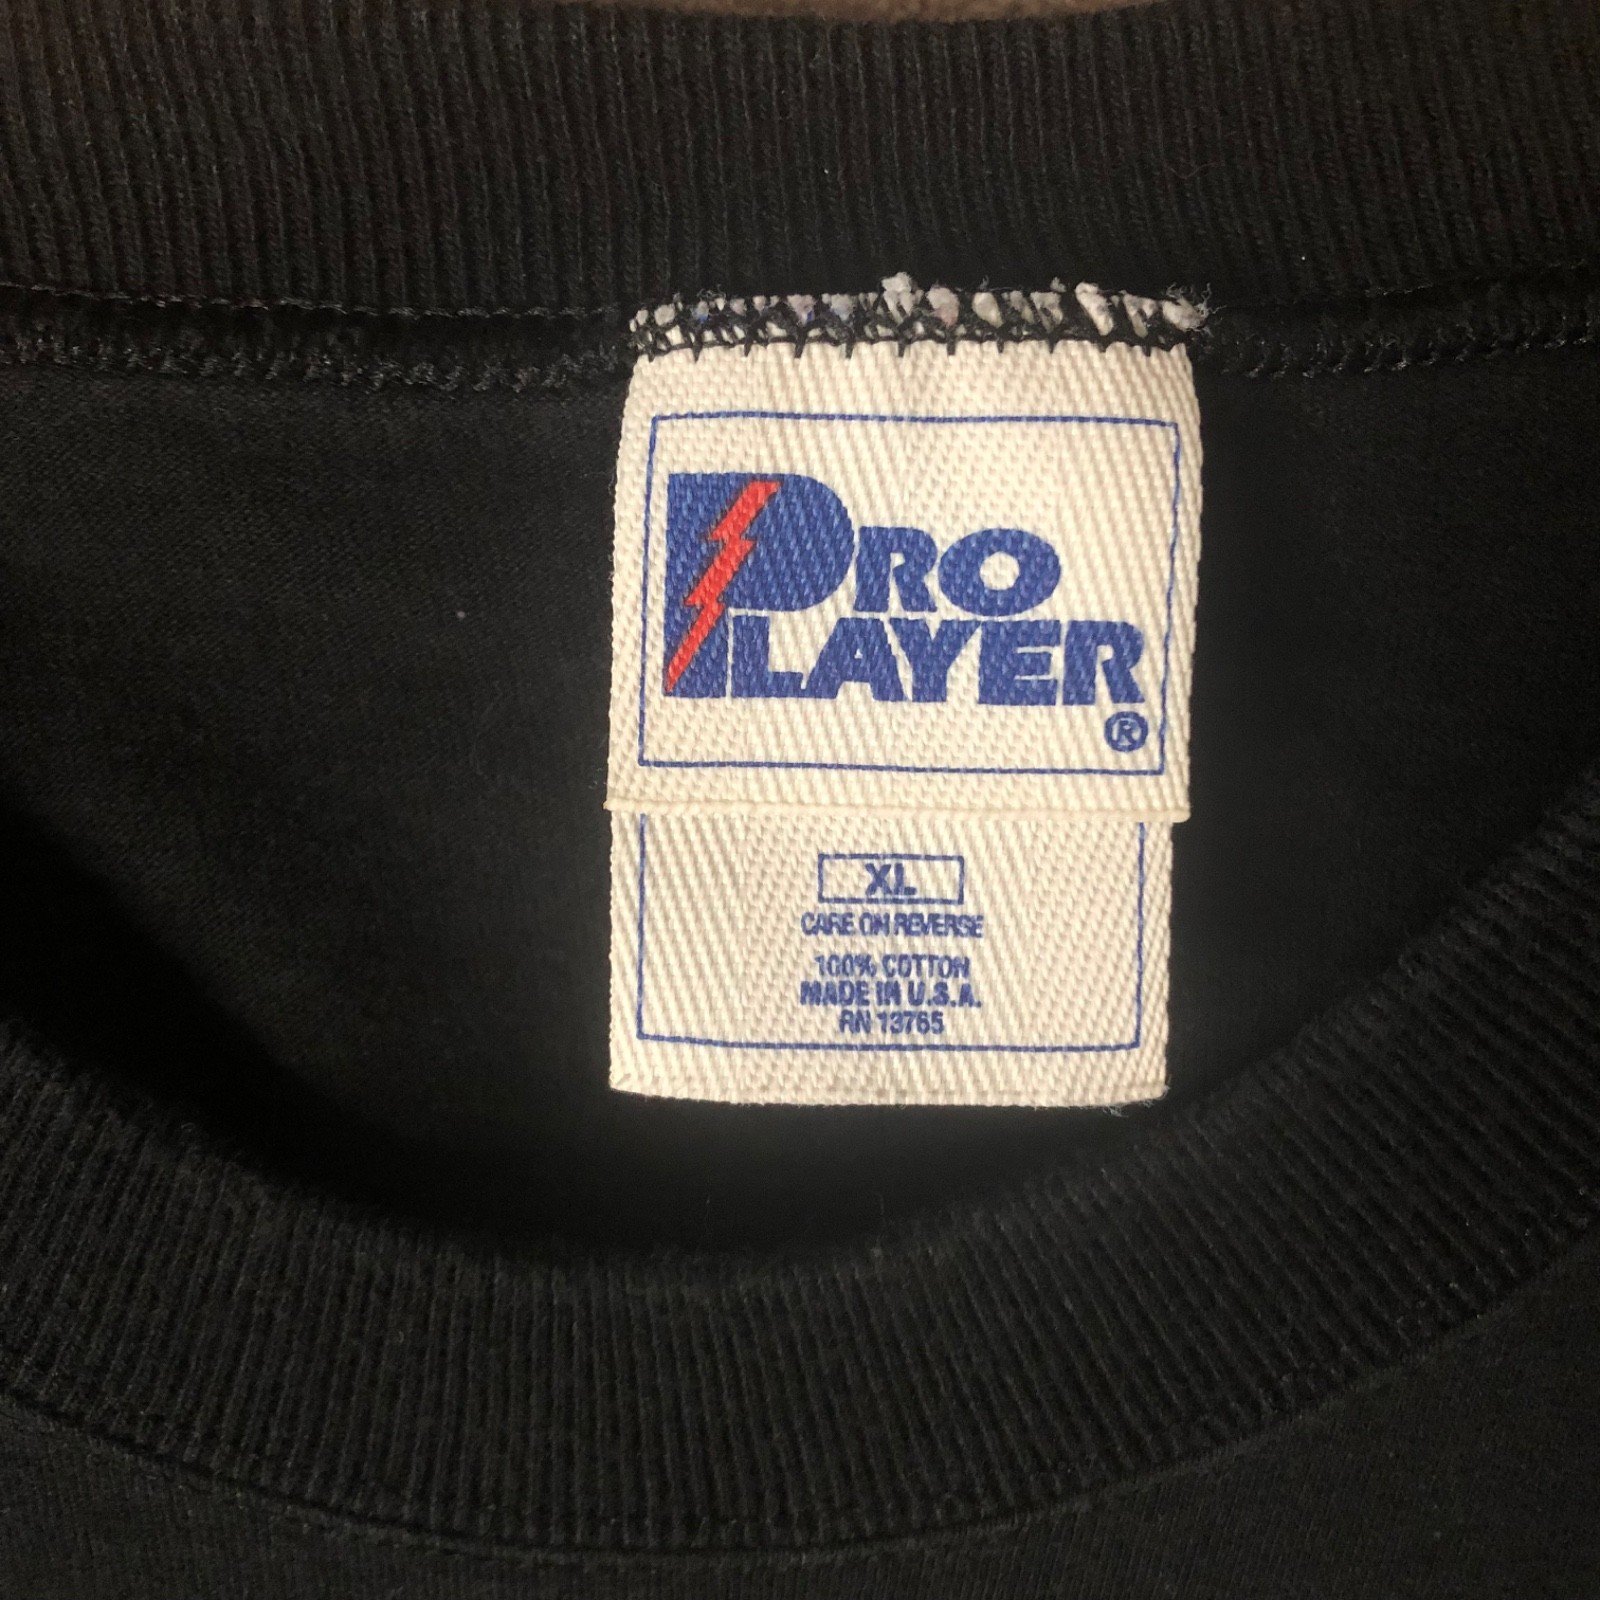 PRO
PLAYER
®
XL
CARE ON REVERSE
100% COTTON
MADE IN U.S.A.
RN 13765